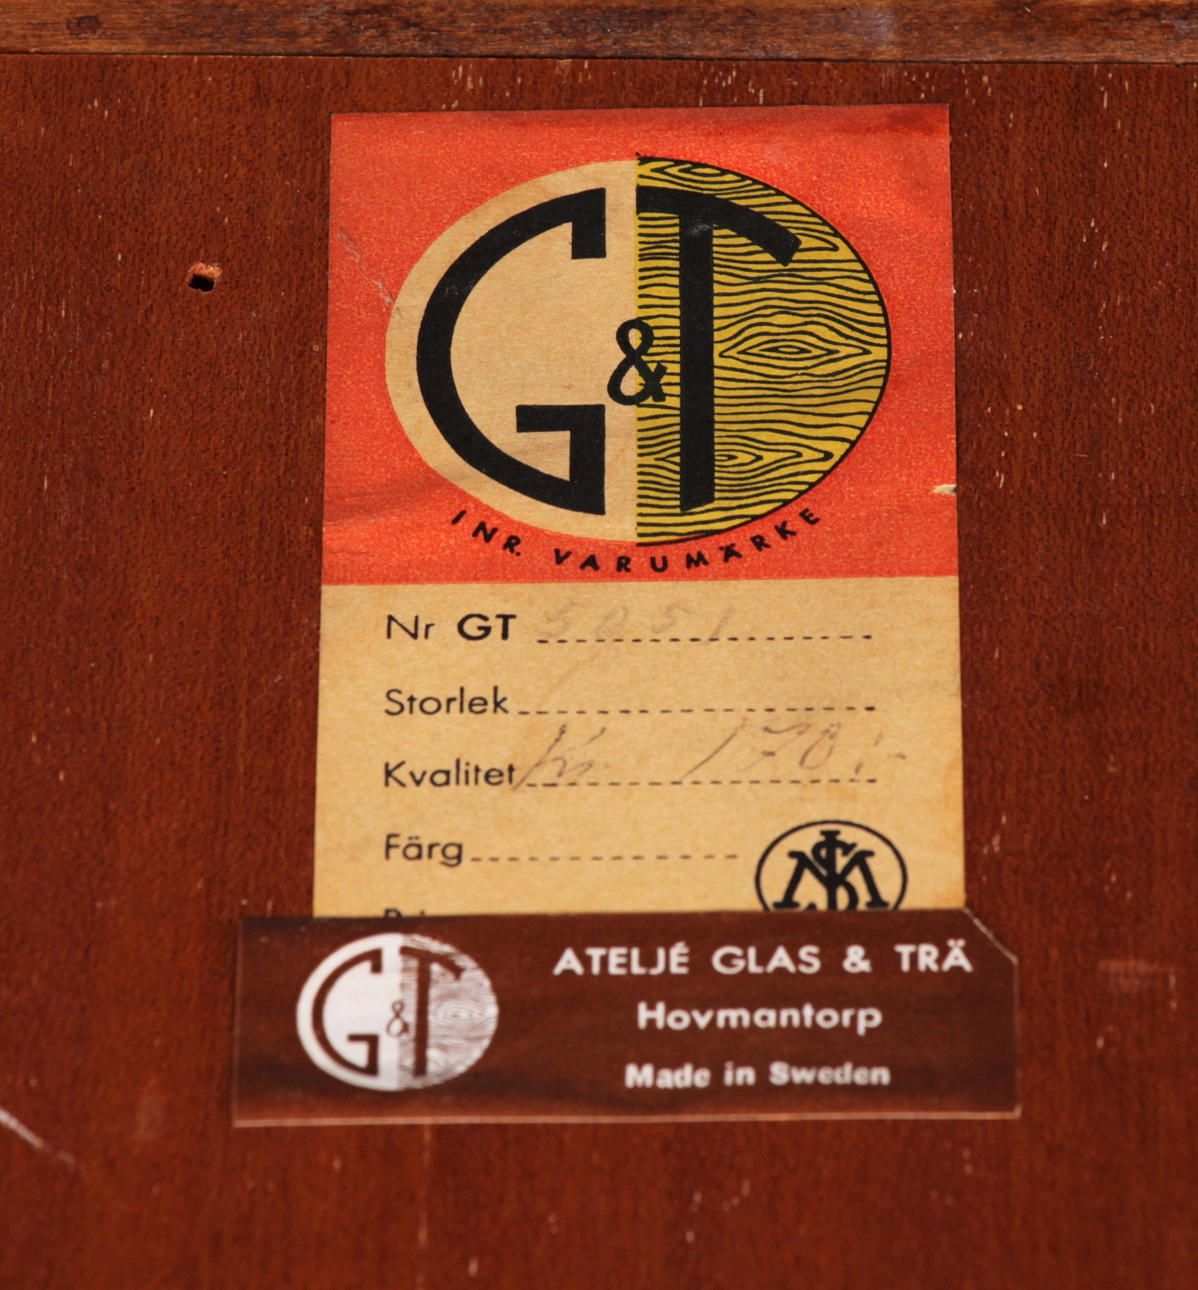 G & T
INR. VARUMÄRKE
Nr GT 5051
Storlek
Kvalitet Kr 170:-
Färg
G & T
ATELJÉ GLAS & TRÄ
Hovmantorp
Made in Sweden